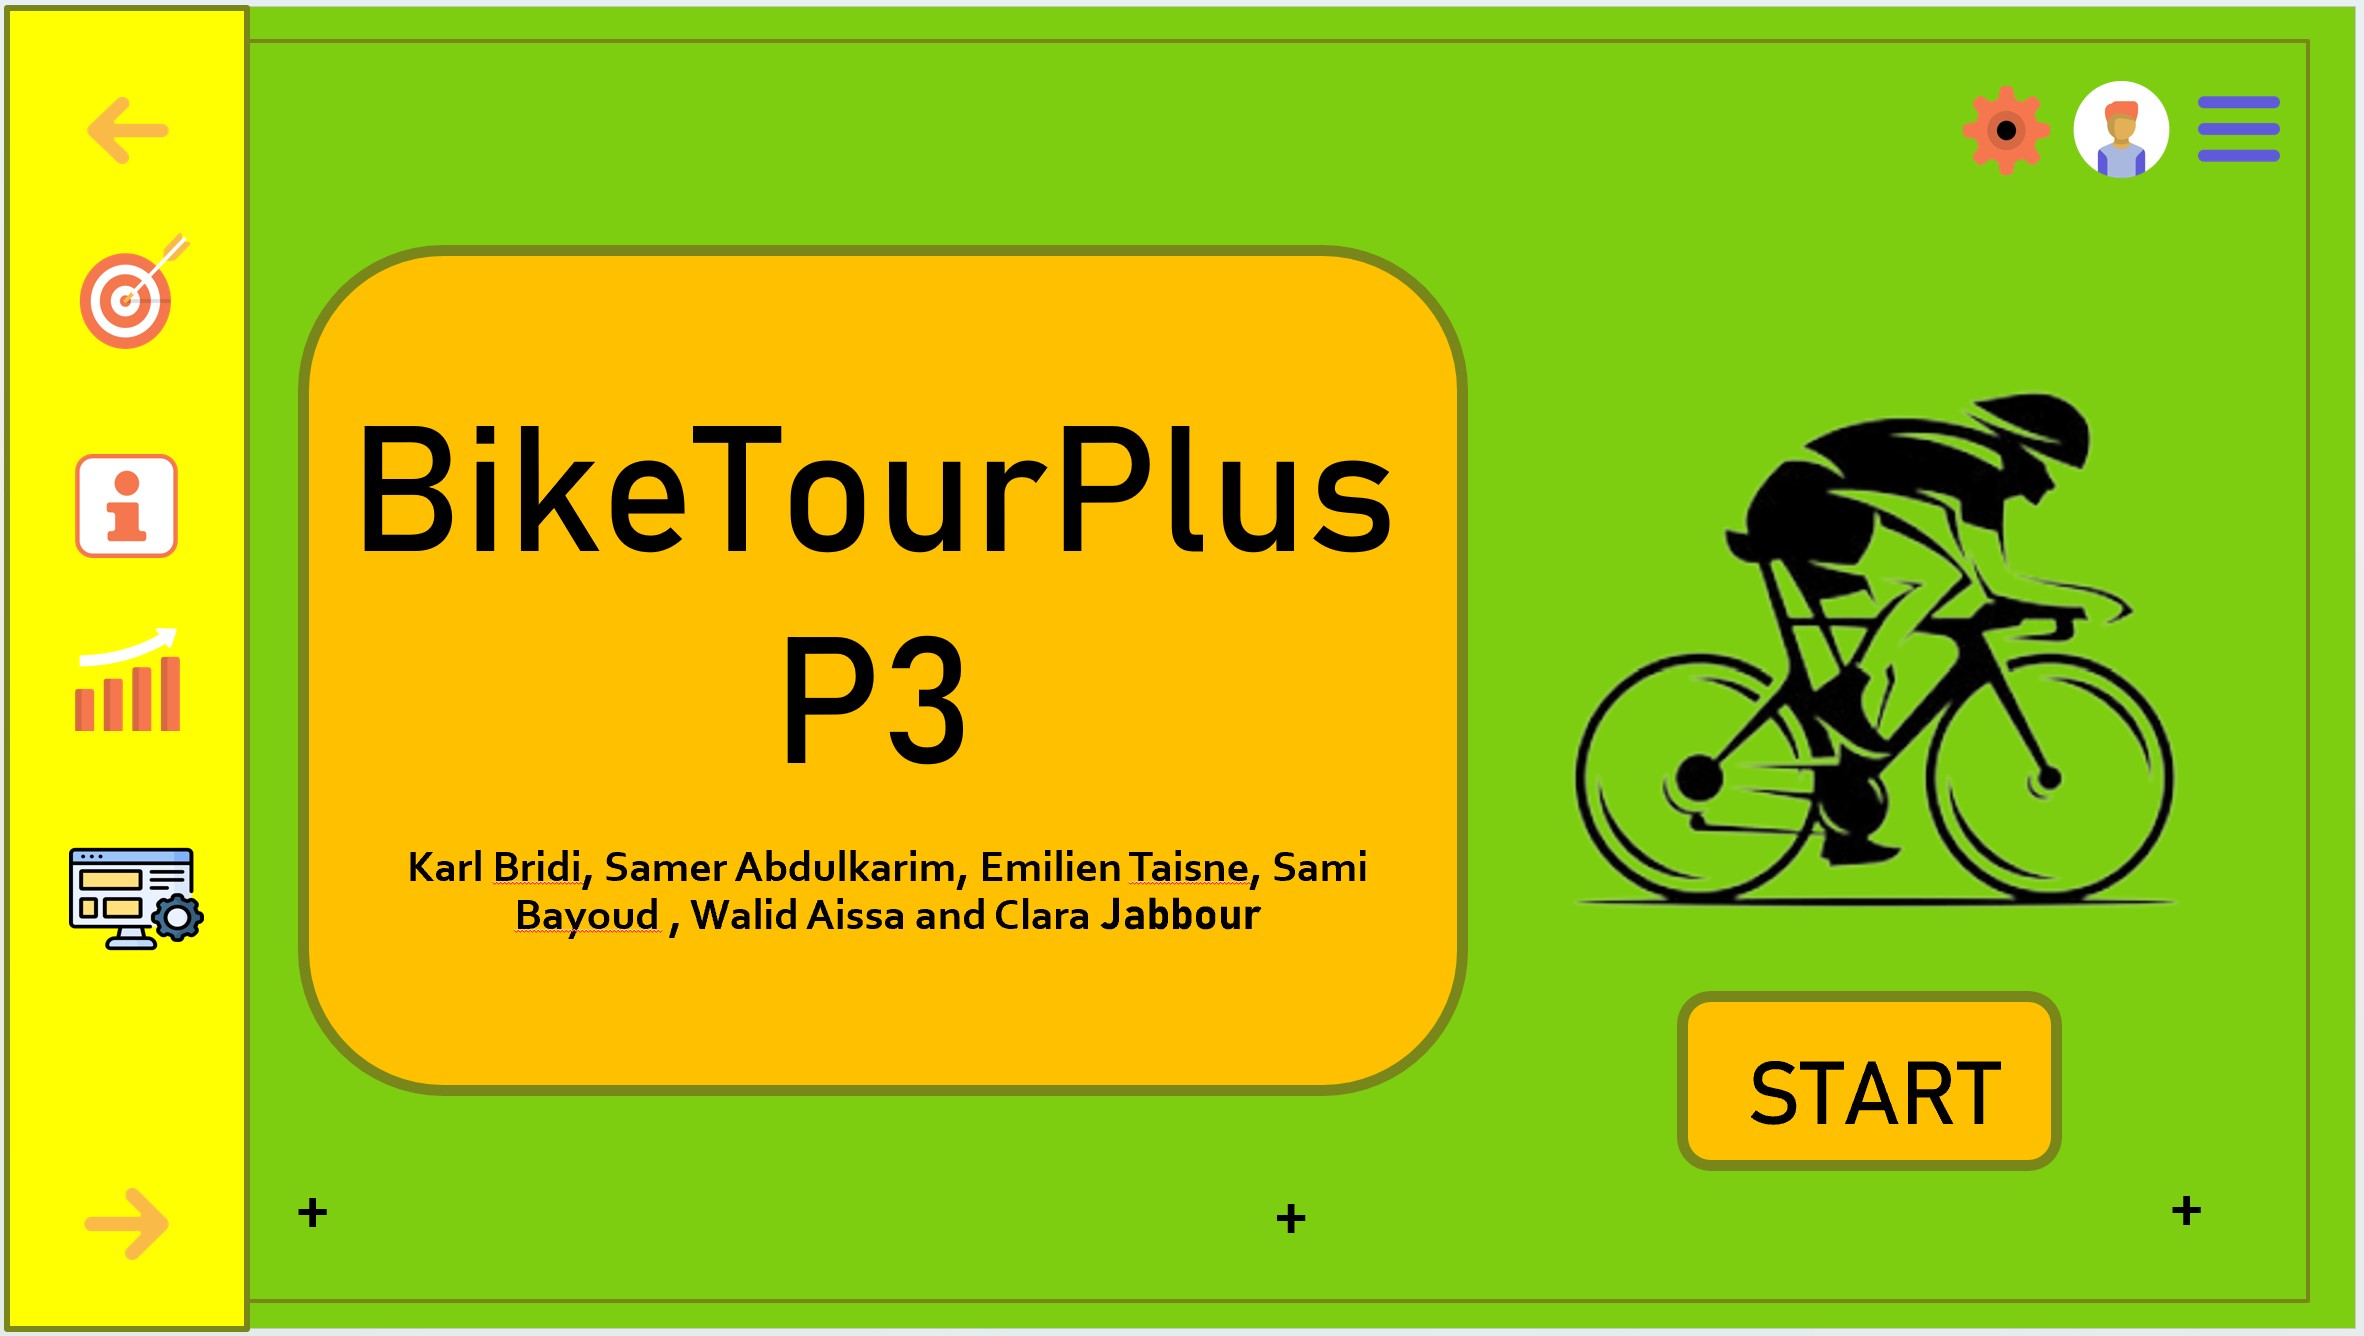 BikeTourPlus
P3
Karl Bridi, Samer Abdulkarim, Emilien Taisne, Sami
Bayoud , Walid Aissa and Clara Jabbour
START
+
+
+